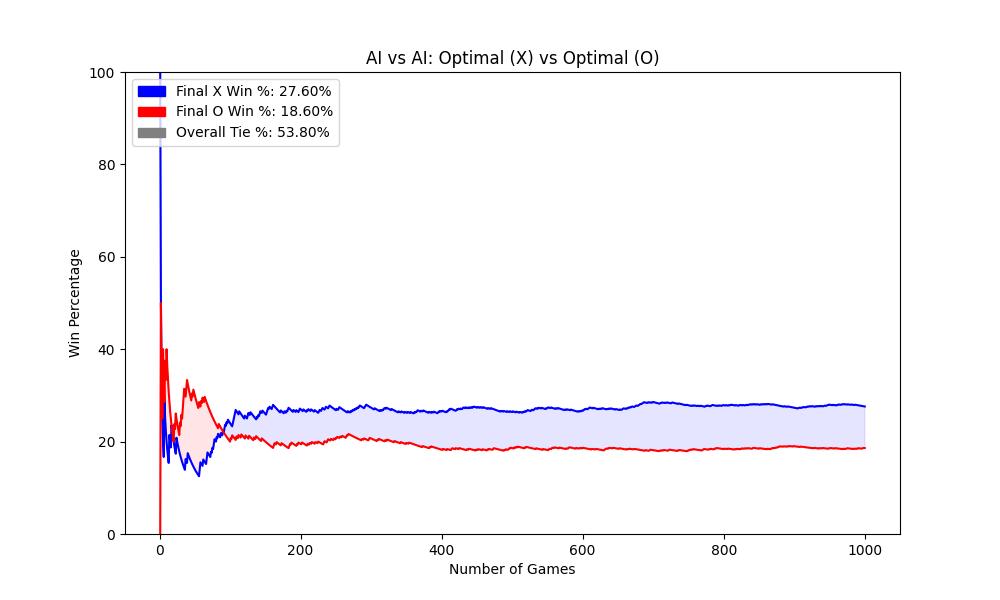 AI vs AI: Optimal (X) vs Optimal (O)
Final X Win %: 27.60%
Final O Win %: 18.60%
Overall Tie %: 53.80%
100
80
60
40
20
0
Win Percentage
0 200 400 600 800 1000
Number of Games